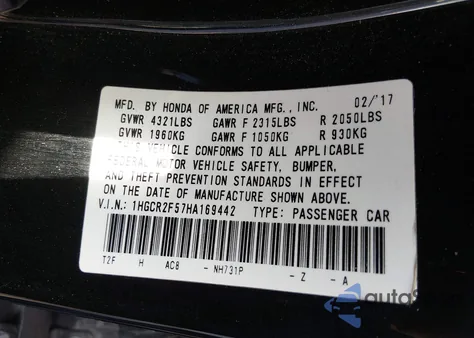 MFD. BY HONDA OF AMERICA MFG., INC. 02/'17
GVWR 4321LBS GAWR F 2315LBS R 2050LBS
GVWR 1960KG GAWR F 1050KG R 930KG
THIS VEHICLE CONFORMS TO ALL APPLICABLE
FEDERAL MOTOR VEHICLE SAFETY, BUMPER,
AND THEFT PREVENTION STANDARDS IN EFFECT
ON THE DATE OF MANUFACTURE SHOWN ABOVE.
V.I.N.: 1HGCR2F57HA169442 TYPE: PASSENGER CAR
T2F H AC8 - NH731P - Z - A